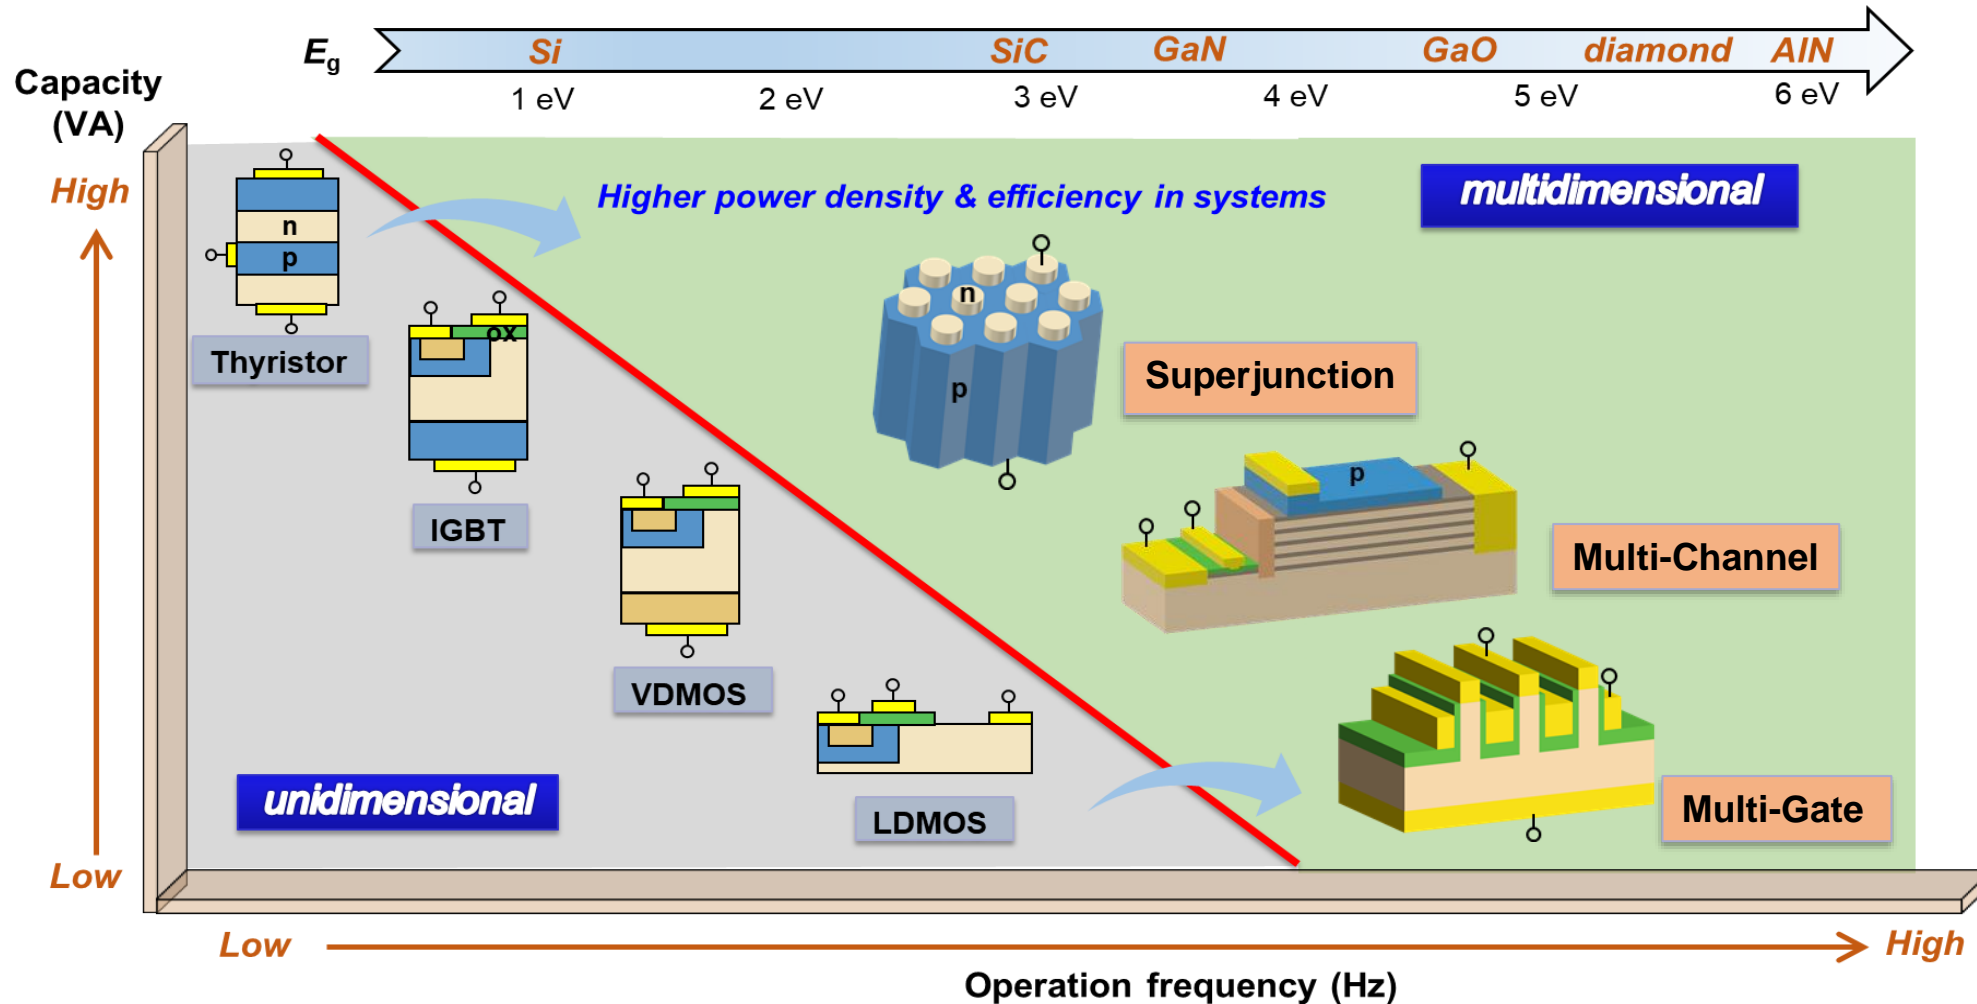 Eg
Si
SiC
GaN
GaO
diamond
AlN
1 eV
2 eV
3 eV
4 eV
5 eV
6 eV
Capacity
(VA)
High
Low
Higher power density & efficiency in systems
multidimensional
n
p
Thyristor
ox
IGBT
VDMOS
LDMOS
unidimensional
n
p
Superjunction
p
Multi-Channel
Multi-Gate
Low
High
Operation frequency (Hz)